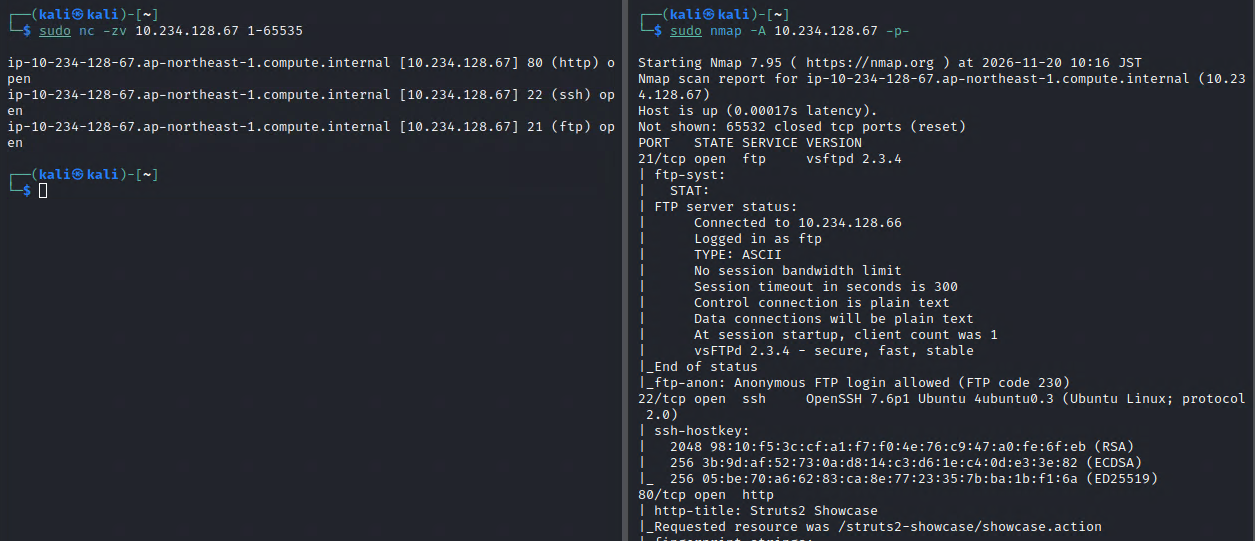 ┌──(kali㉿kali)-[~]
└─$ sudo nc -zv 10.234.128.67 1-65535
ip-10-234-128-67.ap-northeast-1.compute.internal [10.234.128.67] 80 (http) o
pen
ip-10-234-128-67.ap-northeast-1.compute.internal [10.234.128.67] 22 (ssh) op
en
ip-10-234-128-67.ap-northeast-1.compute.internal [10.234.128.67] 21 (ftp) op
en
┌──(kali㉿kali)-[~]
└─$
┌──(kali㉿kali)-[~]
└─$ sudo nmap -A 10.234.128.67 -p-
Starting Nmap 7.95 ( https://nmap.org ) at 2026-11-20 10:16 JST
Nmap scan report for ip-10-234-128-67.ap-northeast-1.compute.internal (10.23
4.128.67)
Host is up (0.00017s latency).
Not shown: 65532 closed tcp ports (reset)
PORT   STATE SERVICE VERSION
21/tcp open  ftp     vsftpd 2.3.4
| ftp-syst:
|   STAT:
| FTP server status:
|      Connected to 10.234.128.66
|      Logged in as ftp
|      TYPE: ASCII
|      No session bandwidth limit
|      Session timeout in seconds is 300
|      Control connection is plain text
|      Data connections will be plain text
|      At session startup, client count was 1
|      vsFTPd 2.3.4 - secure, fast, stable
|_End of status
|_ftp-anon: Anonymous FTP login allowed (FTP code 230)
22/tcp open  ssh     OpenSSH 7.6p1 Ubuntu 4ubuntu0.3 (Ubuntu Linux; protocol
 2.0)
| ssh-hostkey:
|   2048 98:10:f5:3c:cf:a1:f7:f0:4e:76:c9:47:a0:fe:6f:eb (RSA)
|   256 3b:9d:af:52:73:0a:d8:14:c3:d6:1e:c4:0d:e3:3e:82 (ECDSA)
|_  256 05:be:70:a6:62:83:ca:8e:77:23:35:7b:ba:1b:f1:6a (ED25519)
80/tcp open  http
| http-title: Struts2 Showcase
|_Requested resource was /struts2-showcase/showcase.action
| fingerprint-strings: